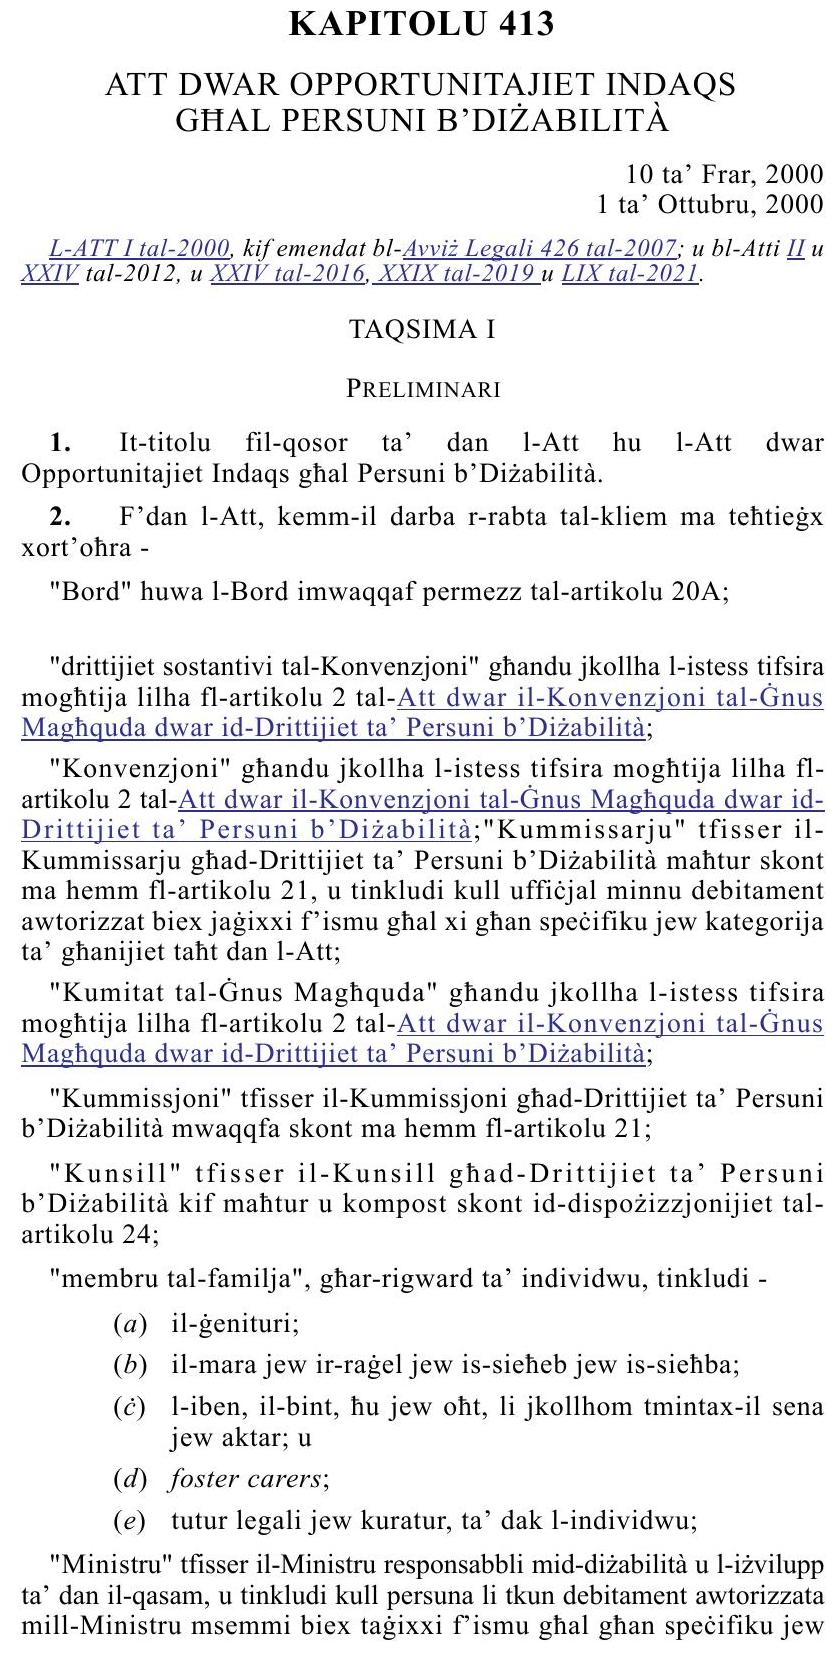 KAPITOLU 413
ATT DWAR OPPORTUNITAJIET INDAQS
GĦAL PERSUNI B’DIŻABILITÀ
10 ta’ Frar, 2000
1 ta’ Ottubru, 2000
L-ATT I tal-2000, kif emendat bl-Avviż Legali 426 tal-2007; u bl-Atti II u
XXIV tal-2012, u XXIV tal-2016, XXIX tal-2019 u LIX tal-2021.
TAQSIMA I
PRELIMINARI
1. It-titolu fil-qosor ta’ dan l-Att hu l-Att dwar
Opportunitajiet Indaqs għal Persuni b’Diżabilità.
2. F’dan l-Att, kemm-il darba r-rabta tal-kliem ma teħtieġx
xort’oħra -
"Bord" huwa l-Bord imwaqqaf permezz tal-artikolu 20A;
"drittijiet sostantivi tal-Konvenzjoni" għandu jkollha l-istess tifsira
mogħtija lilha fl-artikolu 2 tal-Att dwar il-Konvenzjoni tal-Ġnus
Magħquda dwar id-Drittijiet ta’ Persuni b’Diżabilità;
"Konvenzjoni" għandu jkollha l-istess tifsira mogħtija lilha fl-
artikolu 2 tal-Att dwar il-Konvenzjoni tal-Ġnus Magħquda dwar id-
Drittijiet ta’ Persuni b’Diżabilità;"Kummissarju" tfisser il-
Kummissarju għad-Drittijiet ta’ Persuni b’Diżabilità maħtur skont
ma hemm fl-artikolu 21, u tinkludi kull uffiċjal minnu debitament
awtorizzat biex jaġixxi f’ismu għal xi għan speċifiku jew kategorija
ta’ għanijiet taħt dan l-Att;
"Kumitat tal-Ġnus Magħquda" għandu jkollha l-istess tifsira
mogħtija lilha fl-artikolu 2 tal-Att dwar il-Konvenzjoni tal-Ġnus
Magħquda dwar id-Drittijiet ta’ Persuni b’Diżabilità;
"Kummissjoni" tfisser il-Kummissjoni għad-Drittijiet ta’ Persuni
b’Diżabilità mwaqqfa skont ma hemm fl-artikolu 21;
"Kunsill" tfisser il-Kunsill għad-Drittijiet ta’ Persuni
b’Diżabilità kif maħtur u kompost skont id-dispożizzjonijiet tal-
artikolu 24;
"membru tal-familja", għar-rigward ta’ individwu, tinkludi -
(a) il-ġenituri;
(b) il-mara jew ir-raġel jew is-sieħeb jew is-sieħba;
(ċ) l-iben, il-bint, ħu jew oħt, li jkollhom tmintax-il sena
jew aktar; u
(d) foster carers;
(e) tutur legali jew kuratur, ta’ dak l-individwu;
"Ministru" tfisser il-Ministru responsabbli mid-diżabilità u l-iżvilupp
ta’ dan il-qasam, u tinkludi kull persuna li tkun debitament awtorizzata
mill-Ministru msemmi biex taġixxi f’ismu għal għan speċifiku jew